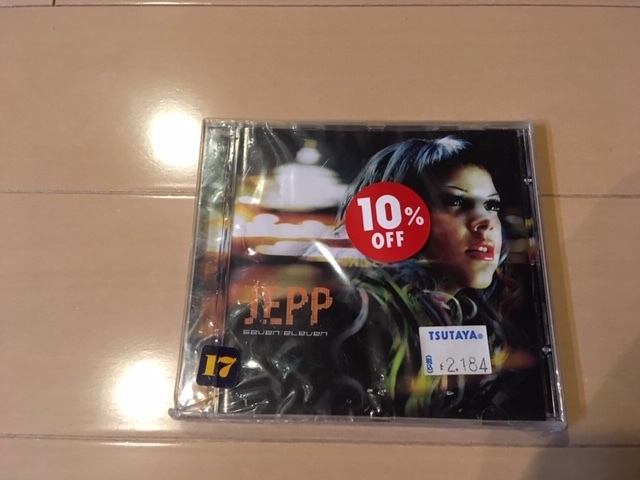 10%
OFF
JEPP
seven:eleven
17
TSUTAYA®
¥2,184